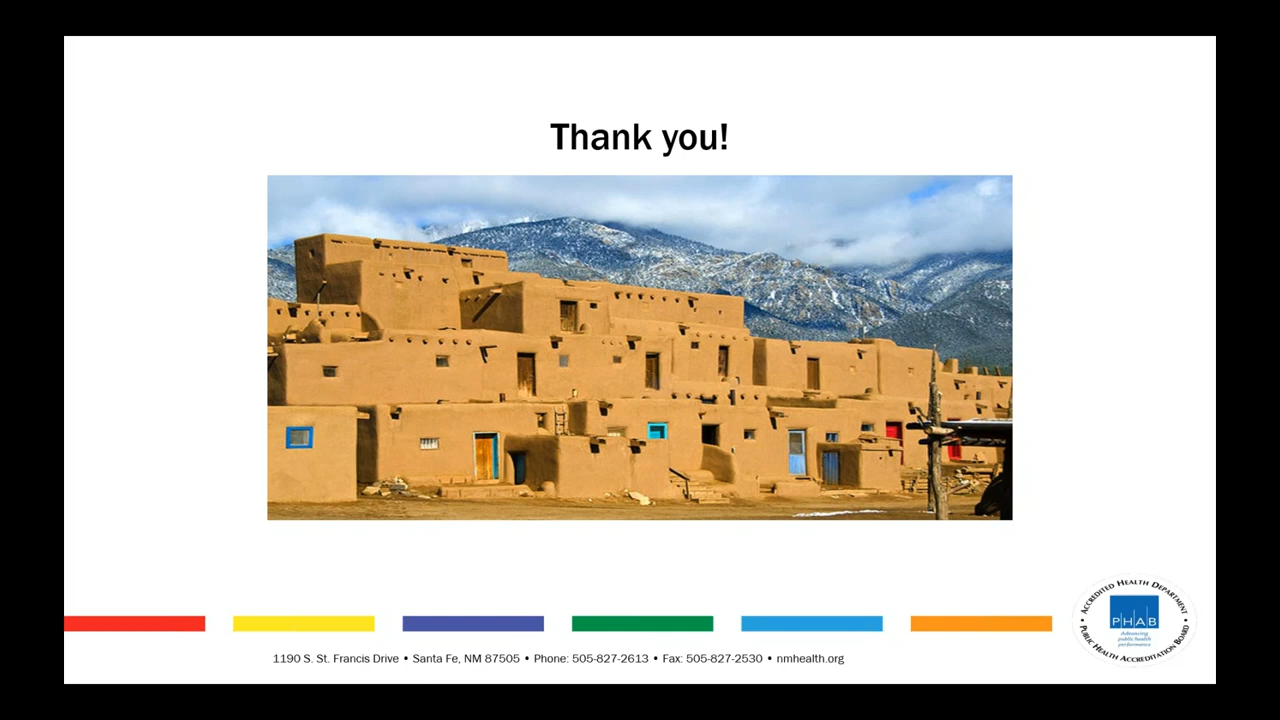 Thank you!
ACCREDITED HEALTH DEPARTMENT
PHAB
Advancing
public health
performance
PUBLIC HEALTH ACCREDITATION BOARD
1190 S. St. Francis Drive • Santa Fe, NM 87505 • Phone: 505-827-2613 • Fax: 505-827-2530 • nmhealth.org